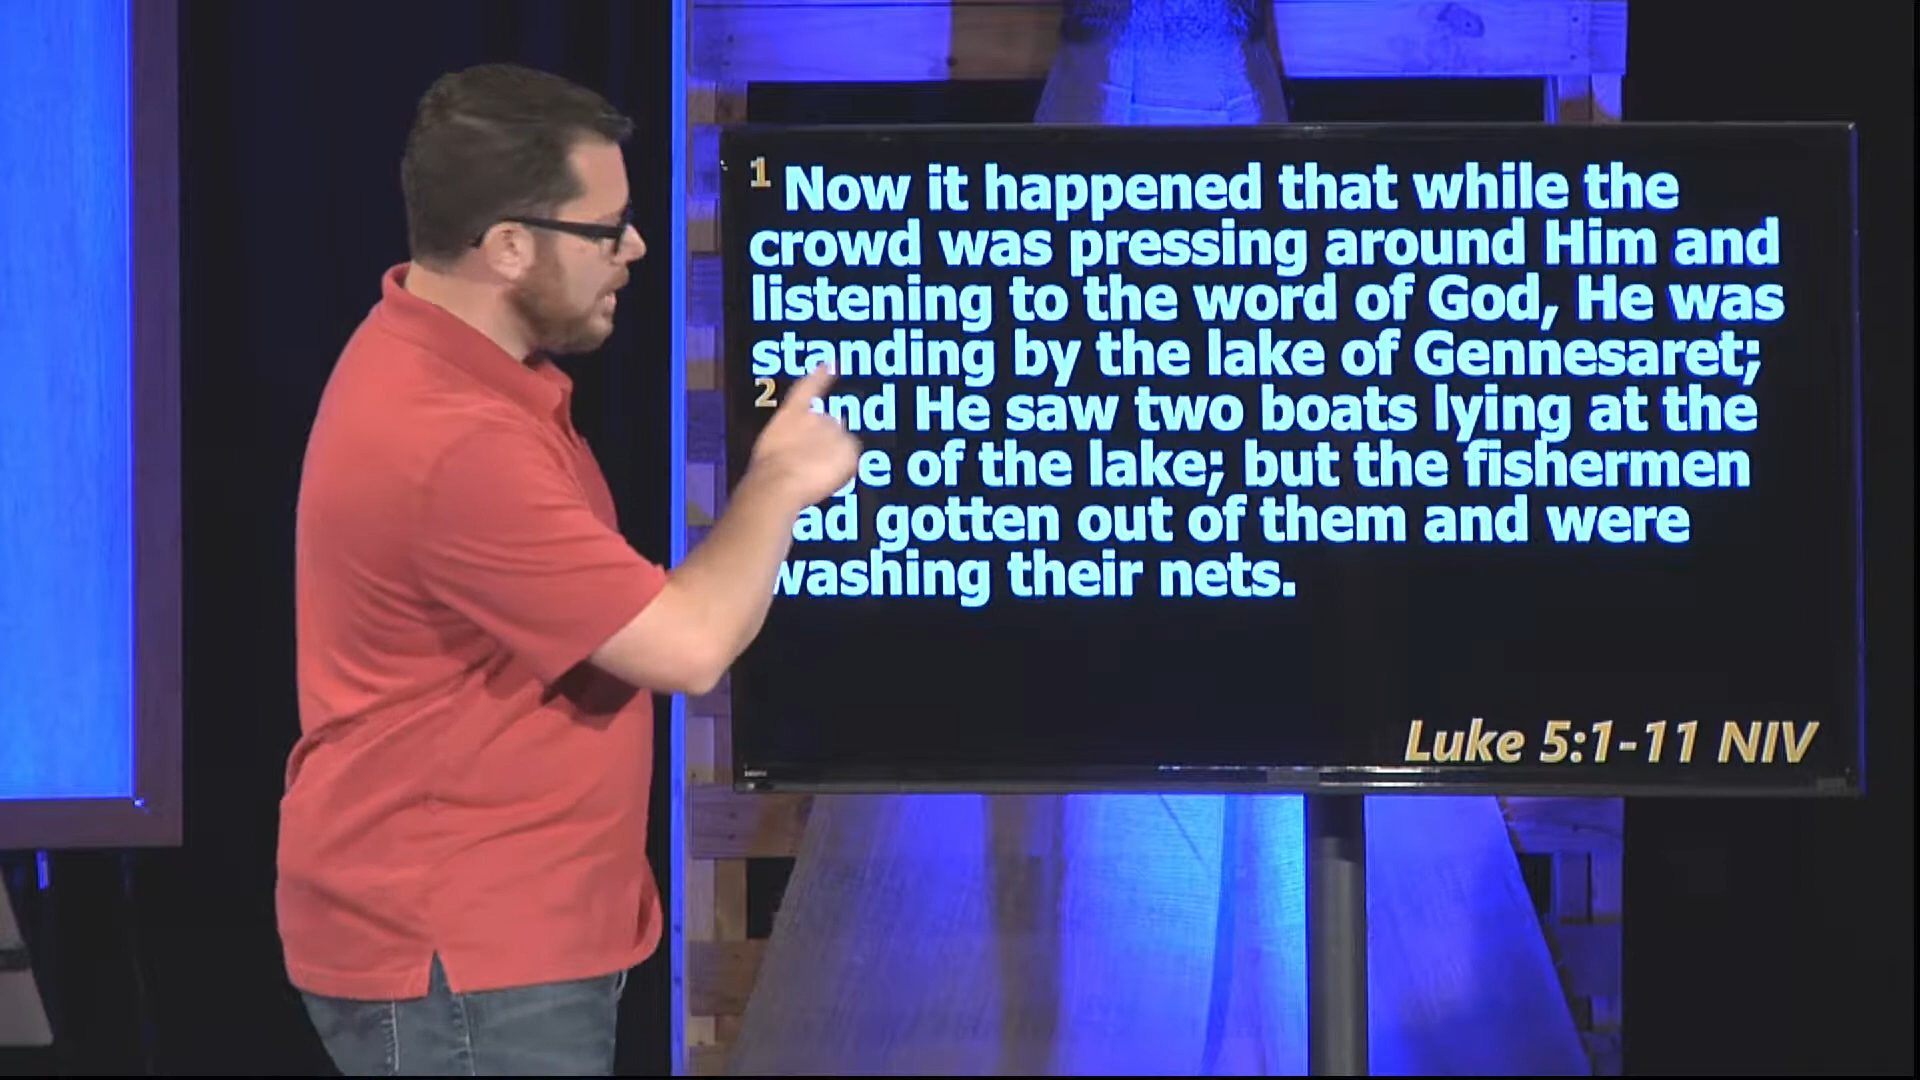 1 Now it happened that while the
crowd was pressing around Him and
listening to the word of God, He was
standing by the lake of Gennesaret;
2 and He saw two boats lying at the
of the lake; but the fishermen
gotten out of them and were
washing their nets.
Luke 5:1-11 NIV